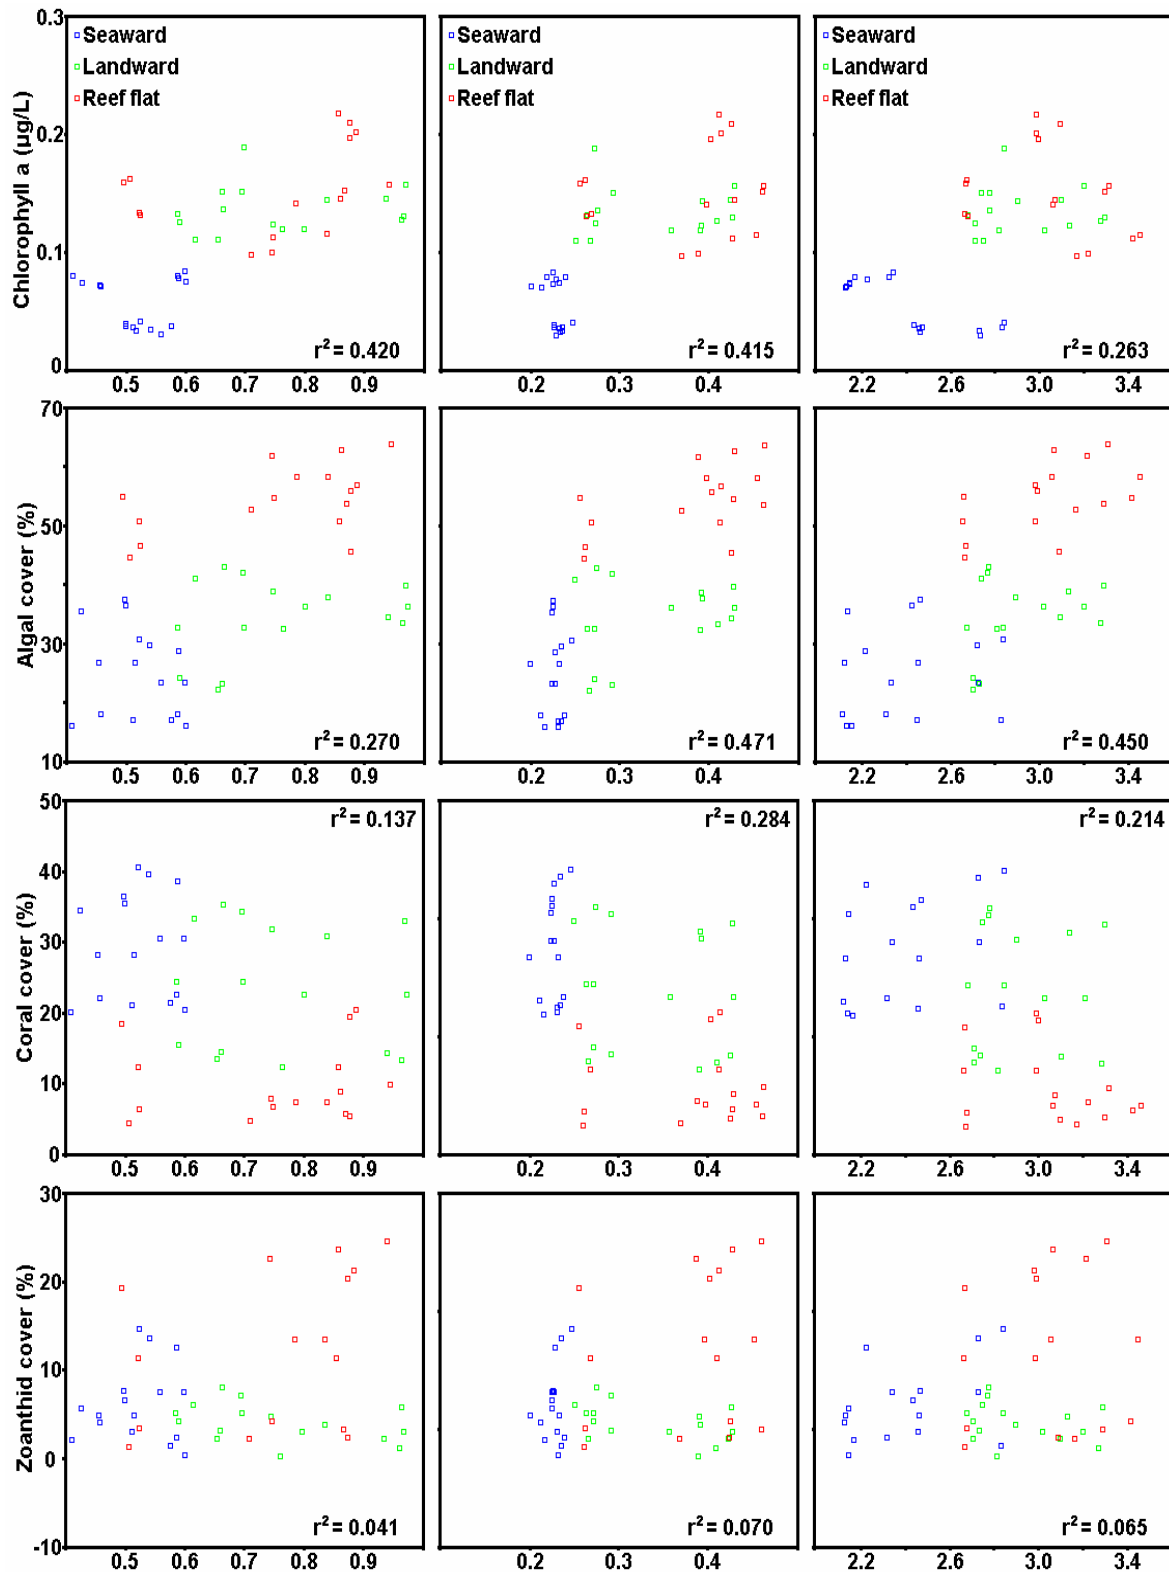 0.3
Seaward
Seaward
Seaward
Landward
Landward
Landward
Reef flat
Reef flat
Reef flat
Chlorophyll a (µg/L)
0.2
0.1
0
r² = 0.420
r² = 0.415
r² = 0.263
0.5 0.6 0.7 0.8 0.9
0.2 0.3 0.4
2.2 2.6 3.0 3.4
70
Algal cover (%)
50
30
10
r² = 0.270
r² = 0.471
r² = 0.450
0.5 0.6 0.7 0.8 0.9
0.2 0.3 0.4
2.2 2.6 3.0 3.4
50
r² = 0.137
r² = 0.284
r² = 0.214
Coral cover (%)
40
30
20
10
0
0.5 0.6 0.7 0.8 0.9
0.2 0.3 0.4
2.2 2.6 3.0 3.4
30
Zoanthid cover (%)
20
10
0
-10
r² = 0.041
r² = 0.070
r² = 0.065
0.5 0.6 0.7 0.8 0.9
0.2 0.3 0.4
2.2 2.6 3.0 3.4